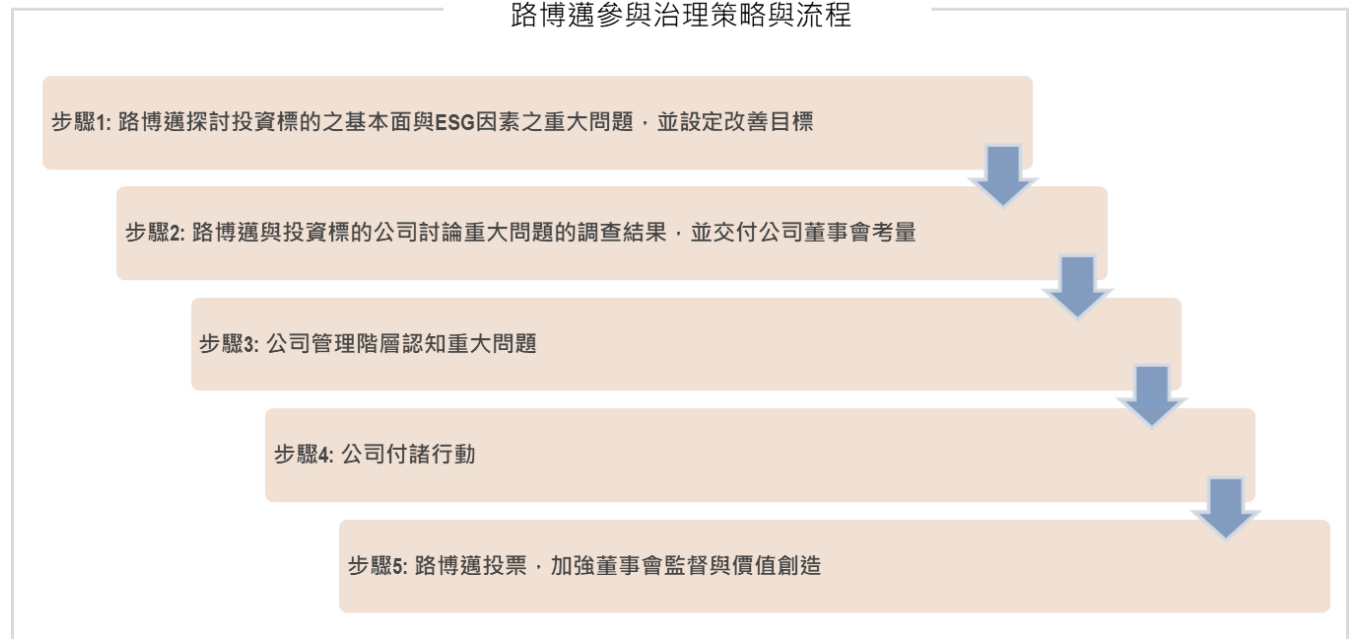 路博邁參與治理策略與流程
步驟1: 路博邁探討投資標的之基本面與ESG因素之重大問題，並設定改善目標
步驟2: 路博邁與投資標的公司討論重大問題的調查結果，並交付公司董事會考量
步驟3: 公司管理階層認知重大問題
步驟4: 公司付諸行動
步驟5: 路博邁投票，加強董事會監督與價值創造